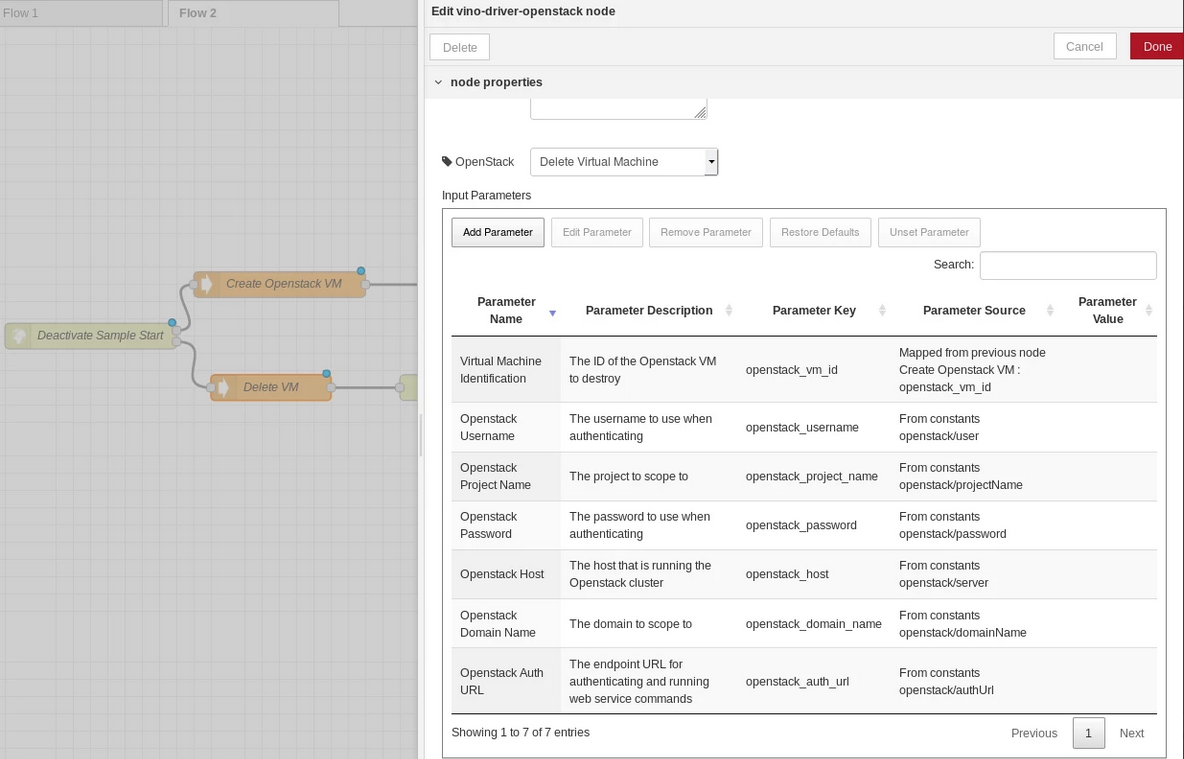 Flow 1
Flow 2
Deactivate Sample Start
Create Openstack VM
Delete VM
Edit vino-driver-openstack node
Delete
Cancel
Done
node properties
OpenStack
Delete Virtual Machine
Input Parameters
Add Parameter
Edit Parameter
Remove Parameter
Restore Defaults
Unset Parameter
Search:
Parameter
Name
Parameter Description
Parameter Key
Parameter Source
Parameter
Value
Virtual Machine
Identification
The ID of the Openstack VM
to destroy
openstack_vm_id
Mapped from previous node
Create Openstack VM :
openstack_vm_id
Openstack
Username
The username to use when
authenticating
openstack_username
From constants
openstack/user
Openstack
Project Name
The project to scope to
openstack_project_name
From constants
openstack/projectName
Openstack
Password
The password to use when
authenticating
openstack_password
From constants
openstack/password
Openstack Host
The host that is running the
Openstack cluster
openstack_host
From constants
openstack/server
Openstack
Domain Name
The domain to scope to
openstack_domain_name
From constants
openstack/domainName
Openstack Auth
URL
The endpoint URL for
authenticating and running
web service commands
openstack_auth_url
From constants
openstack/authUrl
Showing 1 to 7 of 7 entries
Previous
1
Next